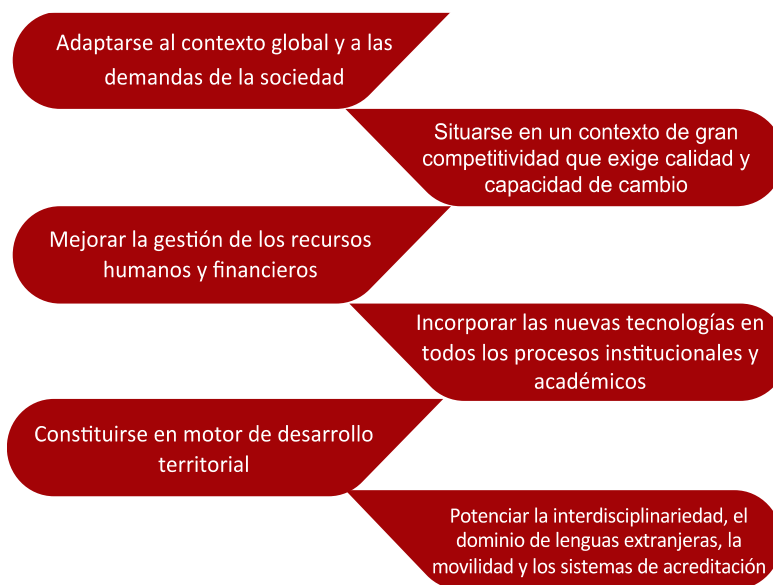 Adaptarse al contexto global y a las
demandas de la sociedad
Situarse en un contexto de gran
competitividad que exige calidad y
capacidad de cambio
Mejorar la gestión de los recursos
humanos y financieros
Incorporar las nuevas tecnologías en
todos los procesos institucionales y
académicos
Constituirse en motor de desarrollo
territorial
Potenciar la interdisciplinariedad, el
dominio de lenguas extranjeras, la
movilidad y los sistemas de acreditación